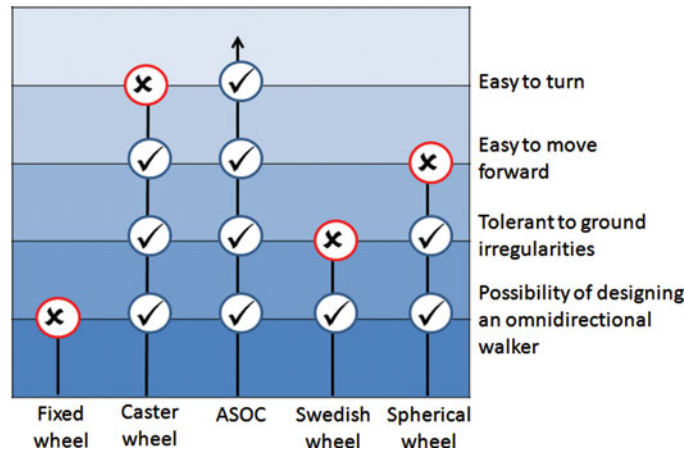 Easy to turn
Easy to move
forward
Tolerant to ground
irregularities
Possibility of designing
an omnidirectional
walker
Fixed
wheel
Caster
wheel
ASOC
Swedish
wheel
Spherical
wheel